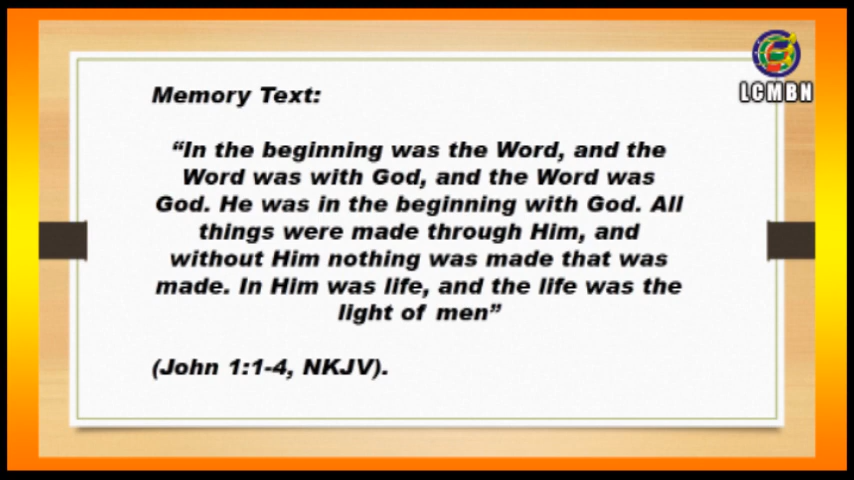 LCMBN
Memory Text:
“In the beginning was the Word, and the
Word was with God, and the Word was
God. He was in the beginning with God. All
things were made through Him, and
without Him nothing was made that was
made. In Him was life, and the life was the
light of men”
(John 1:1-4, NKJV).